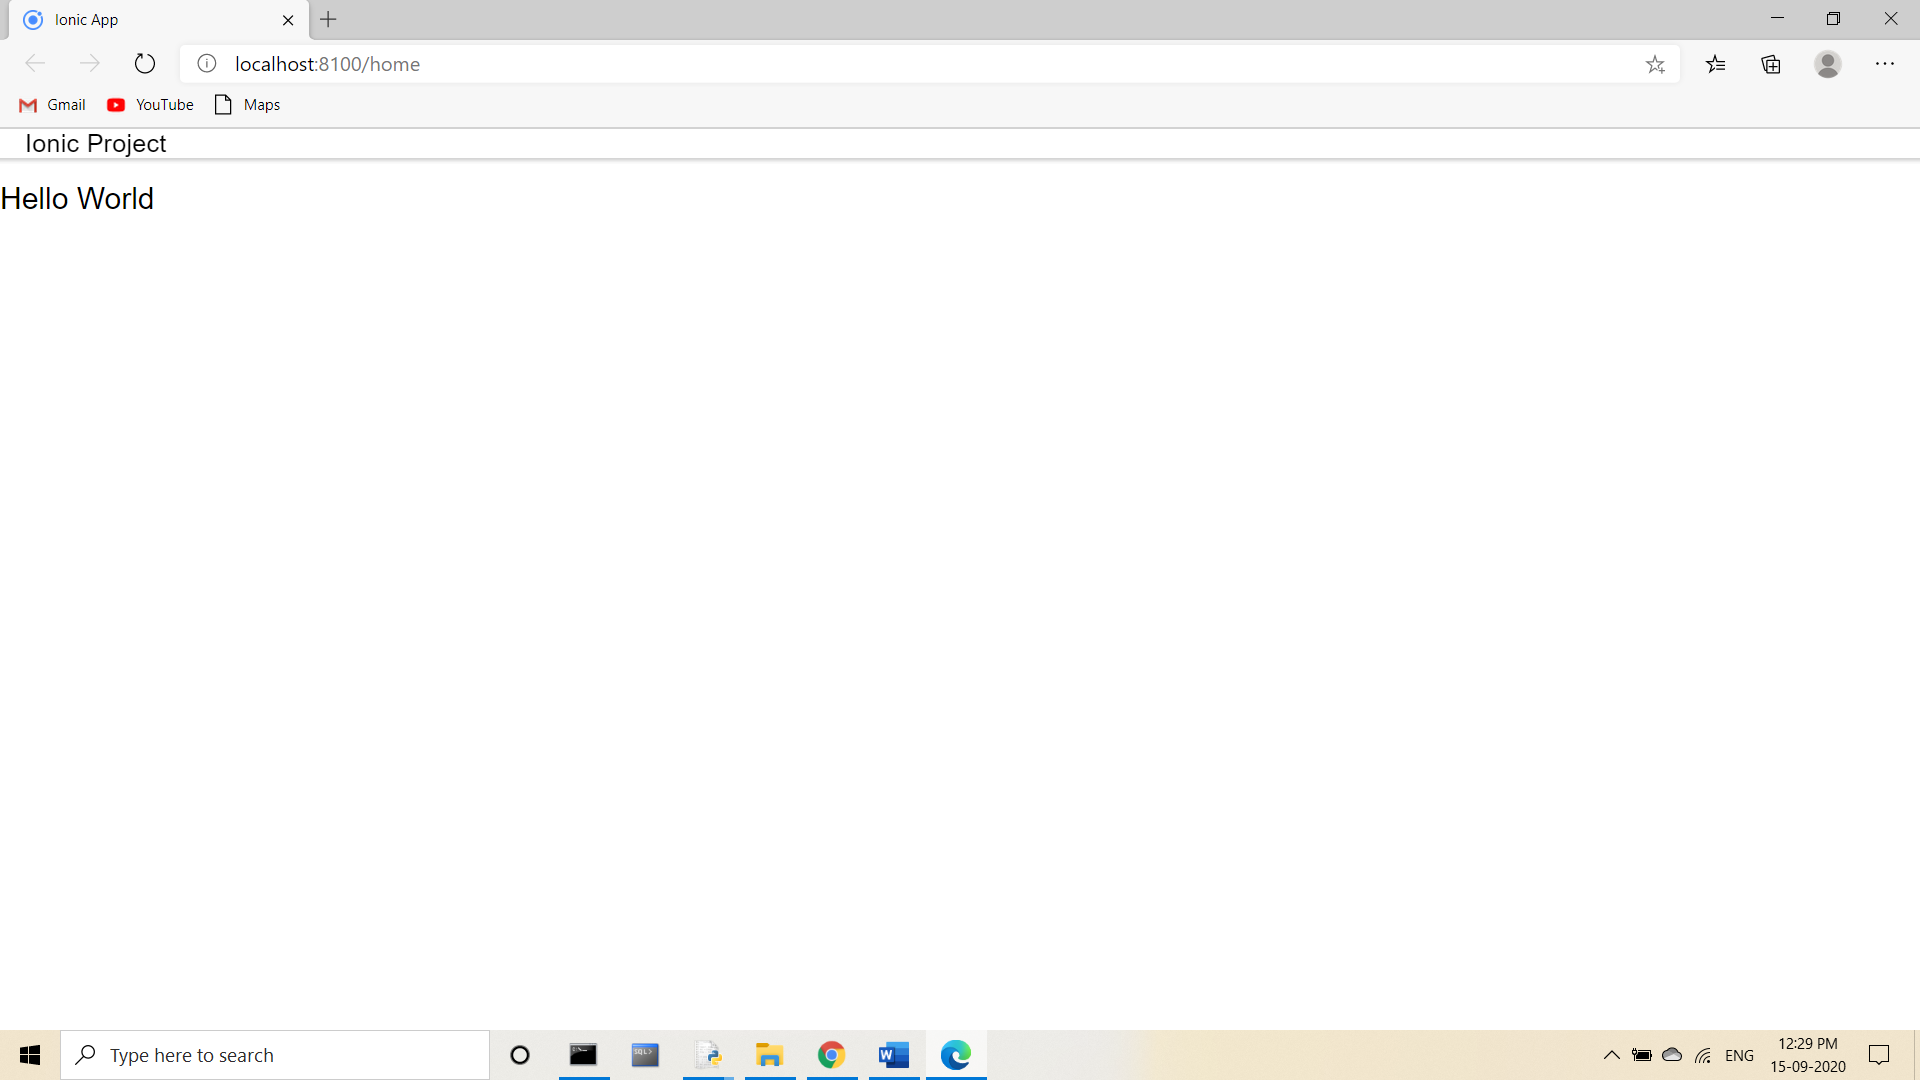 Ionic App
localhost:8100/home
Gmail YouTube Maps
Ionic Project
Hello World
Type here to search
SQL>
W
ENG
12:29 PM
15-09-2020